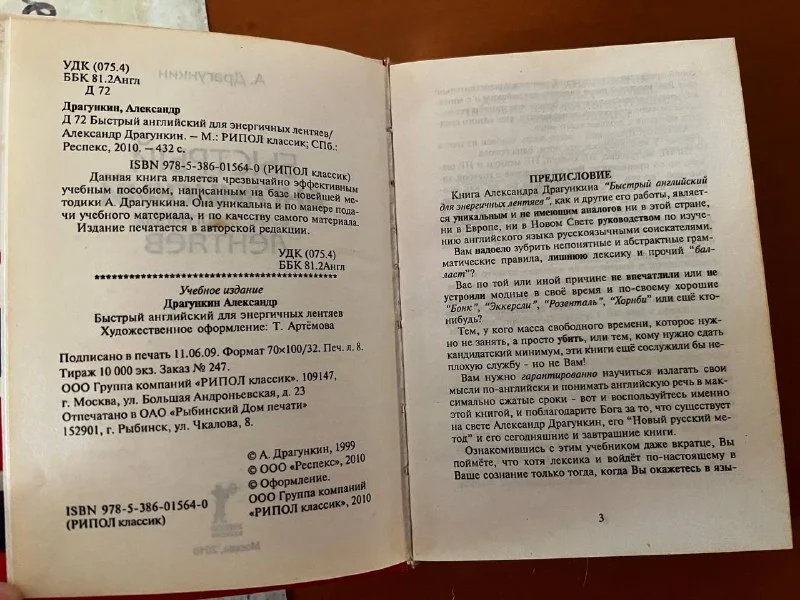 УДК (075.4)
ББК 81.2Англ
Д 72
Драгункин, Александр
Д 72 Быстрый английский для энергичных лентяев/
Александр Драгункин. – М.: РИПОЛ классик; СПб.:
Респекс, 2010. – 432 с.
ISBN 978-5-386-01564-0 (РИПОЛ классик)
Данная книга является чрезвычайно эффективным
учебным пособием, написанным на базе новейшей ме-
тодики А. Драгункина. Она уникальна и по манере пода-
чи учебного материала, и по качеству самого материала.
Издание печатается в авторской редакции.
УДК (075.4)
ББК 81.2Англ
Учебное издание
Драгункин Александр
Быстрый английский для энергичных лентяев
Художественное оформление: Т. Артёмова
Подписано в печать 11.06.09. Формат 70×100/32. Печ. л. 8.
Тираж 10 000 экз. Заказ № 247.
ООО Группа компаний «РИПОЛ классик». 109147,
г. Москва, ул. Большая Андроньевская, д. 23
Отпечатано в ОАО «Рыбинский Дом печати»
152901, г. Рыбинск, ул. Чкалова, 8.
© А. Драгункин, 1999
© ООО «Респекс», 2010
© Оформление.
ООО Группа компаний
«РИПОЛ классик», 2010
ISBN 978-5-386-01564-0
(РИПОЛ классик)
ПРЕДИСЛОВИЕ
Книга Александра Драгункина "Быстрый английский
для энергичных лентяев", как и другие его работы, являет-
ся уникальным и не имеющим аналогов ни в этой стране,
ни в Европе, ни в Новом Свете руководством по изуче-
нию английского языка русскоязычными соискателями.
Вам надоело зубрить непонятные и абстрактные грам-
матические правила, лишнюю лексику и прочий "бал-
ласт"?
Вас по той или иной причине не впечатлили или не
устроили модные в своё время и по-своему хорошие
"Бонк", "Эккерсли", "Розенталь", "Хорнби" или ещё кто-
нибудь?
Тем, у кого масса свободного времени, которое нуж-
но не занять, а просто убить, или тем, кому нужно сдать
кандидатский минимум, эти книги ещё сослужили бы не-
плохую службу - но не Вам!
Вам нужно гарантированно научиться излагать свои
мысли по-английски и понимать английскую речь в мак-
симально сжатые сроки - вот и воспользуйтесь именно
этой книгой, и поблагодарите Бога за то, что существует
на свете Александр Драгункин, его "Новый русский ме-
тод" и его сегодняшние и завтрашние книги.
Ознакомившись с этим учебником даже вкратце, Вы
поймёте, что хотя лексика и войдёт по-настоящему в
Ваше сознание только тогда, когда Вы окажетесь в язы-
3